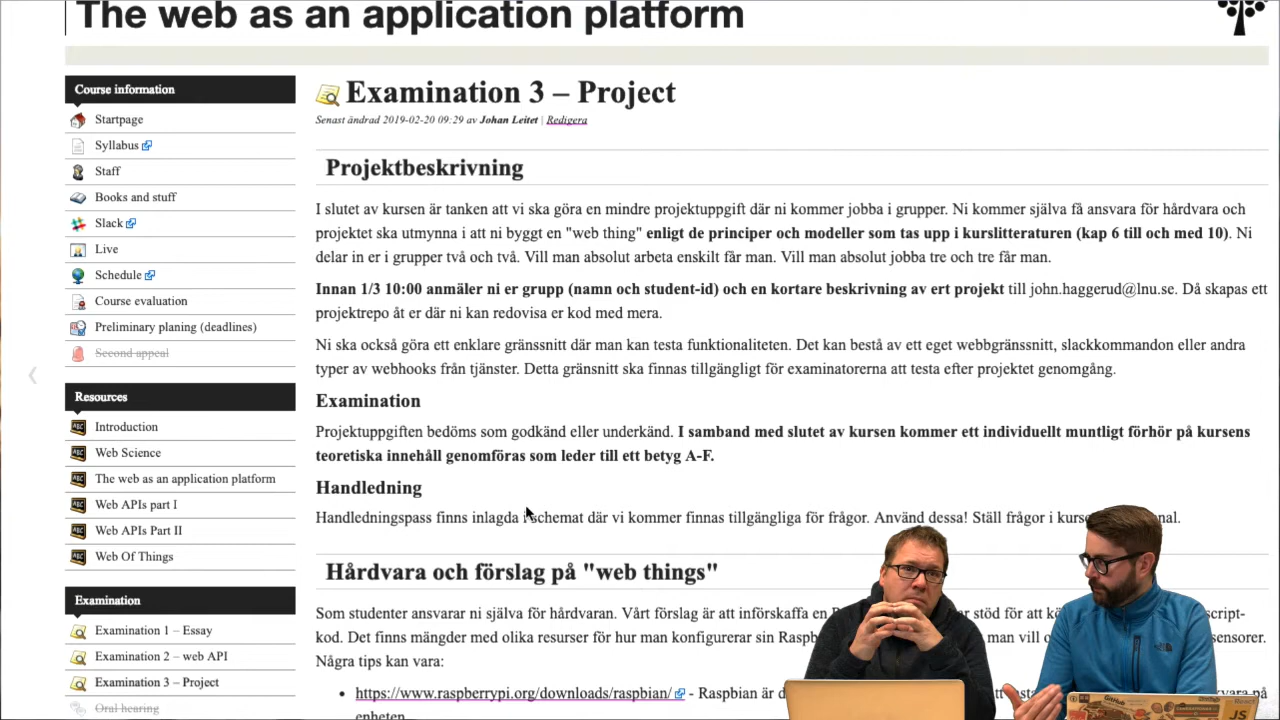 The web as an application platform
Course information
Startpage
Syllabus
Staff
Books and stuff
Slack
Live
Schedule
Course evaluation
Preliminary planing (deadlines)
Second appeal
Resources
Introduction
Web Science
The web as an application platform
Web APIs part I
Web APIs Part II
Web Of Things
Examination
Examination 1 – Essay
Examination 2 – web API
Examination 3 – Project
Oral hearing
Examination 3 – Project
Senast ändrad 2019-02-20 09:29 av Johan Leitet | Redigera
Projektbeskrivning
I slutet av kursen är tanken att vi ska göra en mindre projektuppgift där ni kommer jobba i grupper. Ni kommer själva få ansvara för hårdvara och
projektet ska utmynna i att ni byggt en "web thing" enligt de principer och modeller som tas upp i kurslitteraturen (kap 6 till och med 10). Ni
delar in er i grupper två och två. Vill man absolut arbeta enskilt får man. Vill man absolut jobba tre och tre får man.
Innan 1/3 10:00 anmäler ni er grupp (namn och student-id) och en kortare beskrivning av ert projekt till john.haggerud@lnu.se. Då skapas ett
projektrepo åt er där ni kan redovisa er kod med mera.
Ni ska också göra ett enklare gränssnitt där man kan testa funktionaliteten. Det kan bestå av ett eget webbgränssnitt, slackkommandon eller andra
typer av webhooks från tjänster. Detta gränsnitt ska finnas tillgängligt för examinatorerna att testa efter projektet genomgång.
Examination
Projektuppgiften bedöms som godkänd eller underkänd. I samband med slutet av kursen kommer ett individuellt muntligt förhör på kursens
teoretiska innehåll genomföras som leder till ett betyg A-F.
Handledning
Handledningspass finns inlagda i schemat där vi kommer finnas tillgängliga för frågor. Använd dessa! Ställ frågor i kurs nal.
Hårdvara och förslag på "web things"
Som studenter ansvarar ni själva för hårdvaran. Vårt förslag är att införskaffa en r stöd för att script-
kod. Det finns mängder med olika resurser för hur man konfigurerar sin Raspb man vill sensorer.
Några tips kan vara:
https://www.raspberrypi.org/downloads/raspbian/ - Raspbian är på
enheten
GitHub
JS